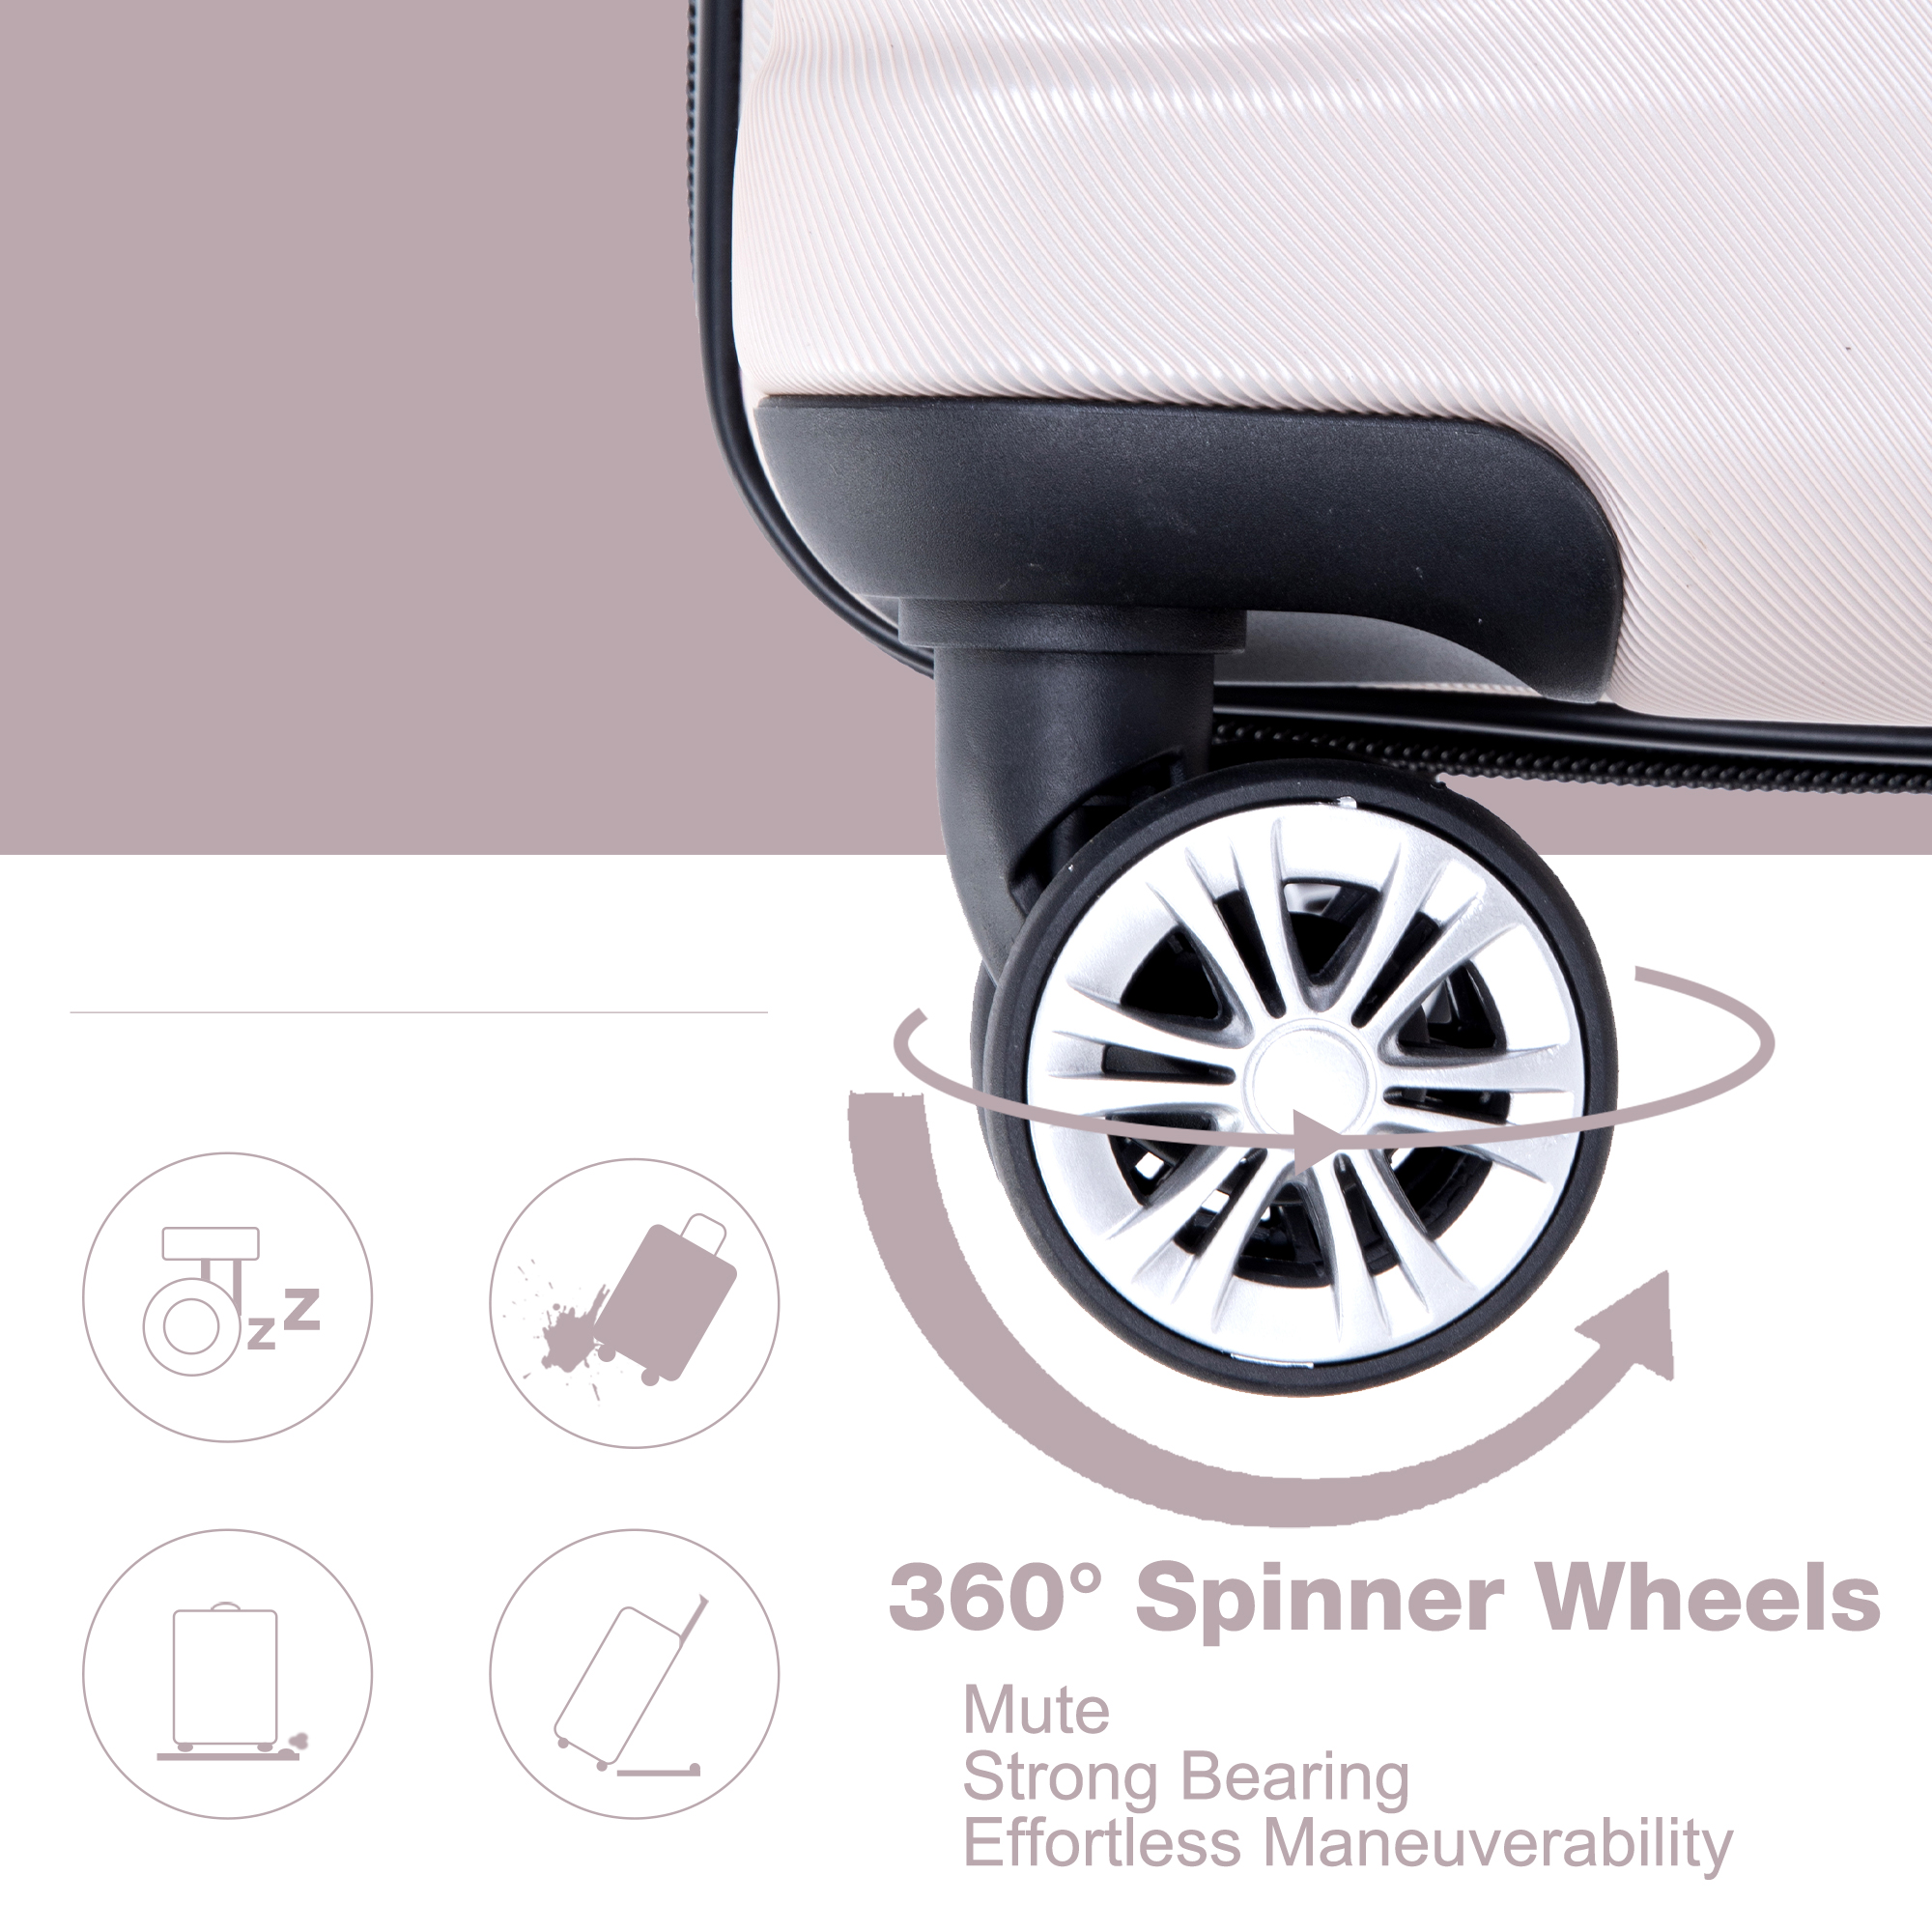 z z
360° Spinner Wheels
Mute
Strong Bearing
Effortless Maneuverability